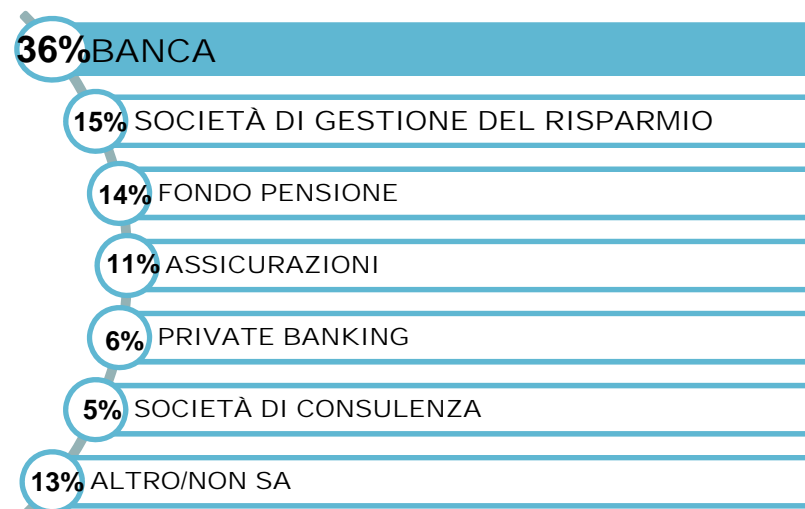 36% BANCA
15% SOCIETÀ DI GESTIONE DEL RISPARMIO
14% FONDO PENSIONE
11% ASSICURAZIONI
6% PRIVATE BANKING
5% SOCIETÀ DI CONSULENZA
13% ALTRO/NON SA